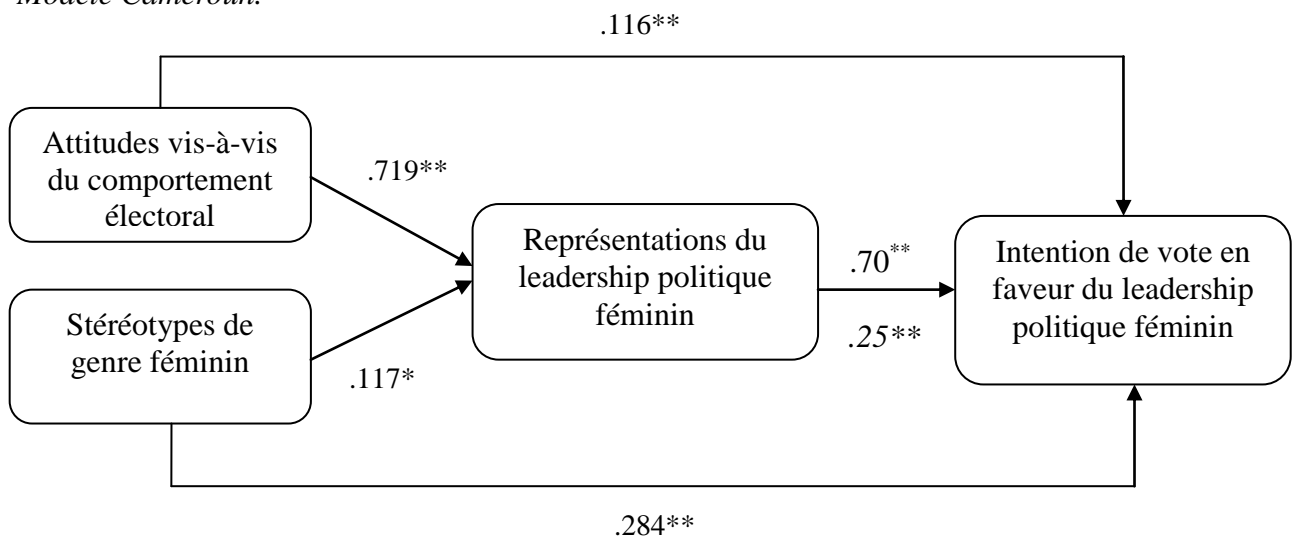 Modèle Cameroun.
.116**
Attitudes vis-à-vis
du comportement
électoral
.719**
Représentations du
leadership politique
féminin
.70**
.25**
Intention de vote en
faveur du leadership
politique féminin
Stéréotypes de
genre féminin
.117*
.284**